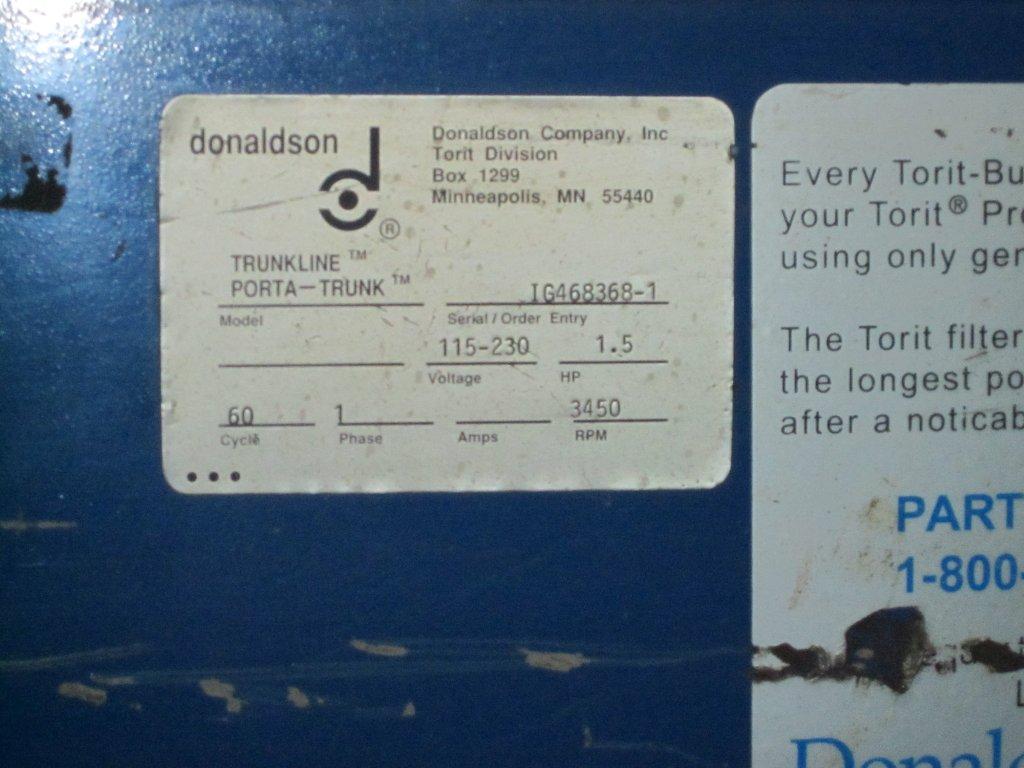 donaldson
®
Donaldson Company, Inc
Torit Division
Box 1299
Minneapolis, MN 55440
TRUNKLINE ™
PORTA-TRUNK ™
Model
IG468368-1
Serial / Order Entry
115-230
Voltage
1.5
HP
60
Cycle
1
Phase
Amps
3450
RPM
Every Torit-Bu
your Torit® Pr
using only ger
The Torit filter
the longest po
after a noticab
PART
1-800-
Donal